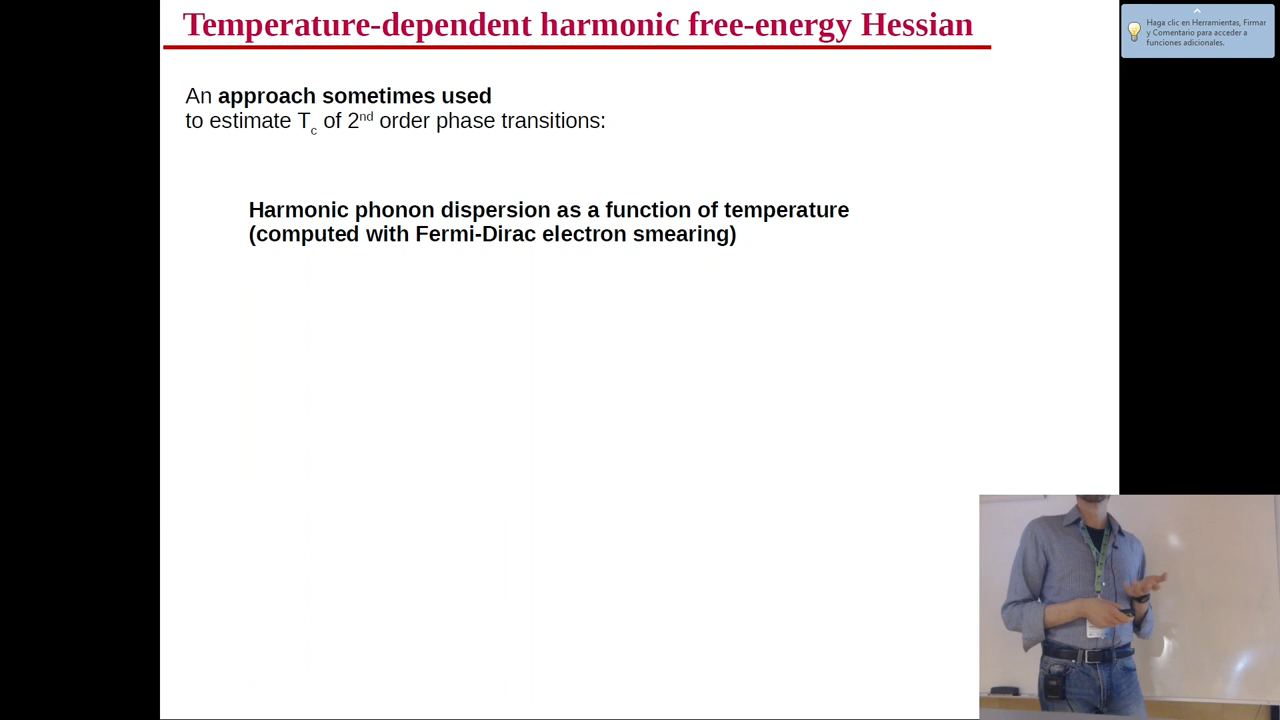 Temperature-dependent harmonic free-energy Hessian
Haga clic en Herramientas, Firmar
y Comentario para acceder a
funciones adicionales.
An approach sometimes used
to estimate Tc of 2nd order phase transitions:
Harmonic phonon dispersion as a function of temperature
(computed with Fermi-Dirac electron smearing)